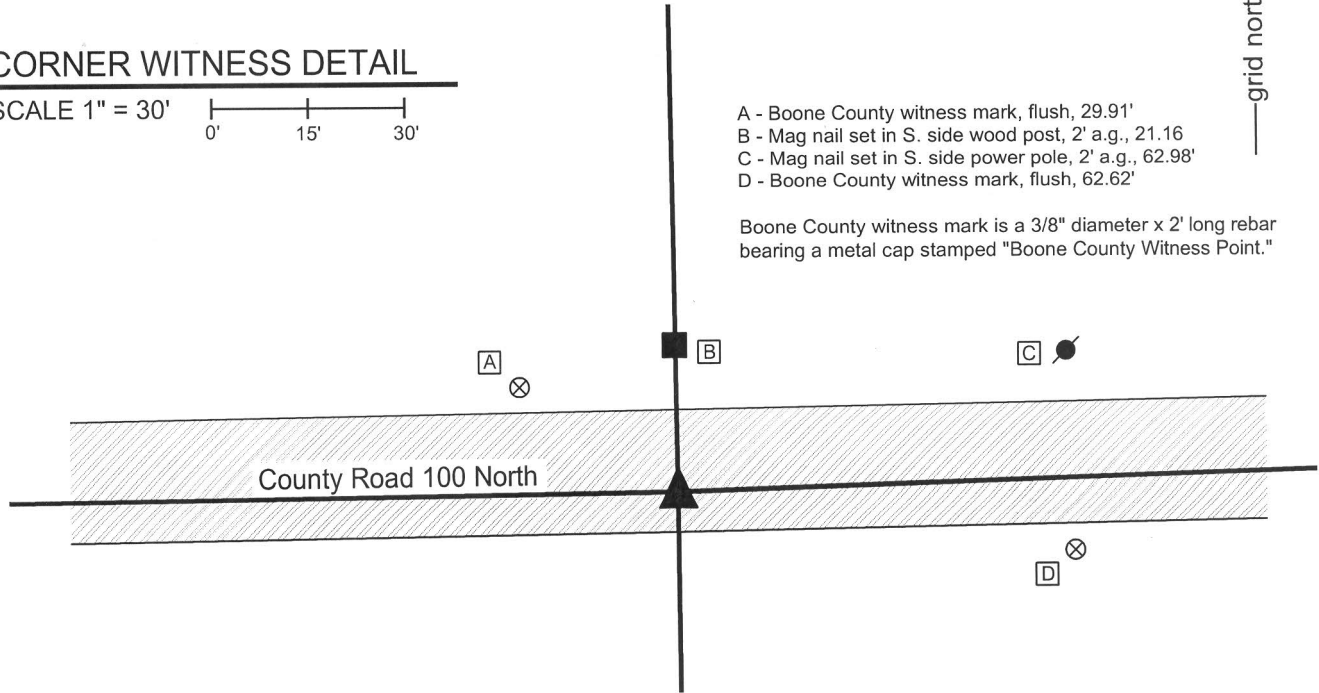 CORNER WITNESS DETAIL
SCALE 1" = 30'
0' 15' 30'
grid nort
A - Boone County witness mark, flush, 29.91'
B - Mag nail set in S. side wood post, 2' a.g., 21.16
C - Mag nail set in S. side power pole, 2' a.g., 62.98'
D - Boone County witness mark, flush, 62.62'
Boone County witness mark is a 3/8" diameter x 2' long rebar
bearing a metal cap stamped "Boone County Witness Point."
A
B
C
County Road 100 North
D